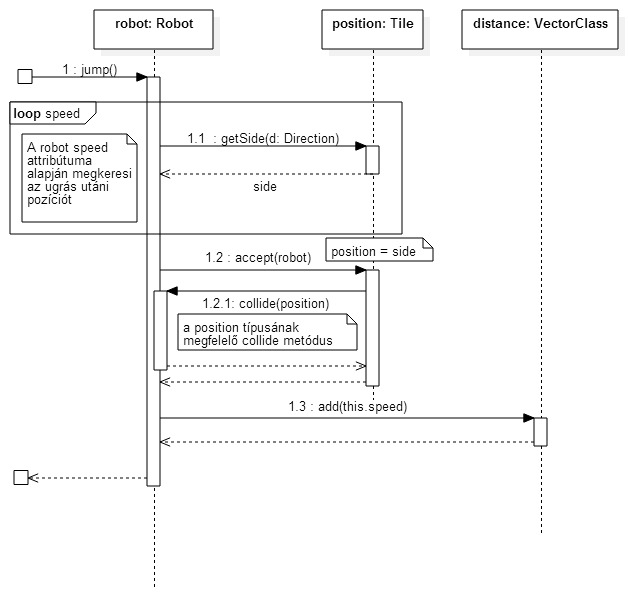 robot: Robot
position: Tile
distance: VectorClass
1 : jump()
loop speed
A robot speed
attribútuma
alapján megkeresi
az ugrás utáni
pozíciót
1.1 : getSide(d: Direction)
side
position = side
1.2 : accept(robot)
1.2.1: collide(position)
a position típusának
megfelelő collide metódus
1.3 : add(this.speed)